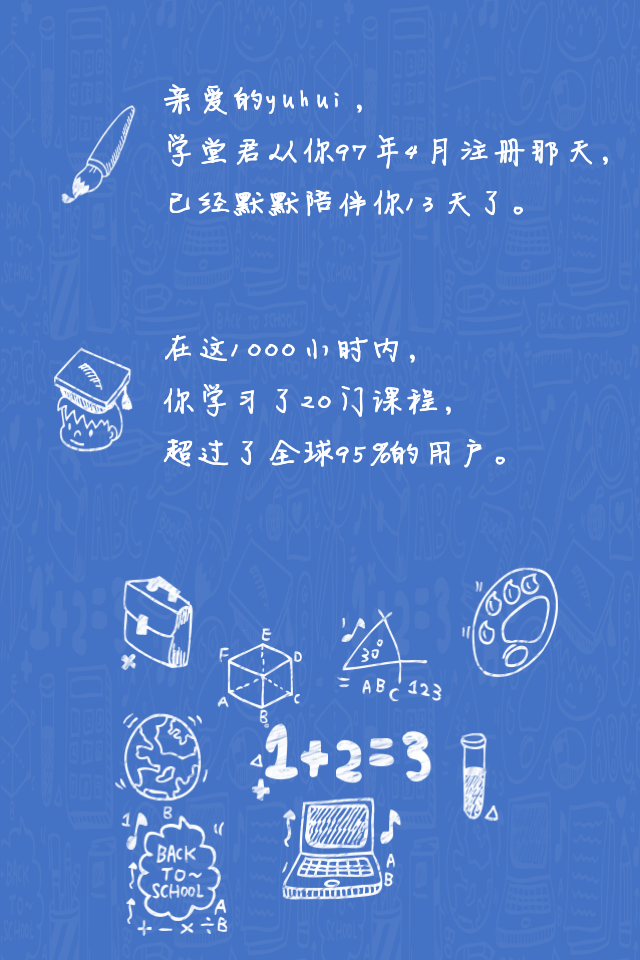 亲爱的yuhui，
学堂君从你97年4月注册那天，
已经默默陪伴你13天了。
在这1000小时内，
你学习了20门课程，
超过了全球95%的用户。
E
F D
A C
B
30°
= A B C 123
1+2=3
B
1
BACK
TO~
SCHOOL
A
+ - × ÷ B
A
B